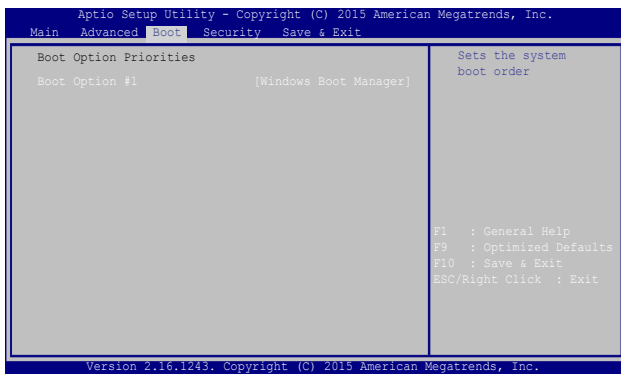 Aptio Setup Utility - Copyright (C) 2015 American Megatrends, Inc.
Main Advanced Boot Security Save & Exit
Boot Option Priorities
Boot Option #1 [Windows Boot Manager]
Sets the system
boot order
F1 : General Help
F9 : Optimized Defaults
F10 : Save & Exit
ESC/Right Click : Exit
Version 2.16.1243. Copyright (C) 2015 American Megatrends, Inc.